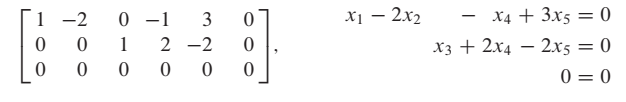 1 −2 0 −1 3 0 x₁ − 2x₂ − x₄ + 3x₅ = 0
0 0 1 2 −2 0 , x₃ + 2x₄ − 2x₅ = 0
0 0 0 0 0 0 0 = 0